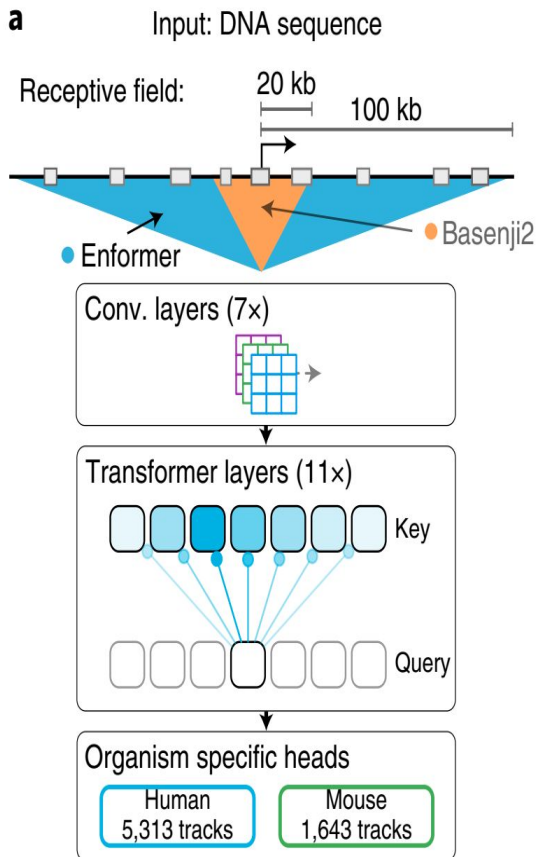 a
Input: DNA sequence
Receptive field:
20 kb
100 kb
Enformer
Basenji2
Conv. layers (7×)
Transformer layers (11×)
Key
Query
Organism specific heads
Human
5,313 tracks
Mouse
1,643 tracks